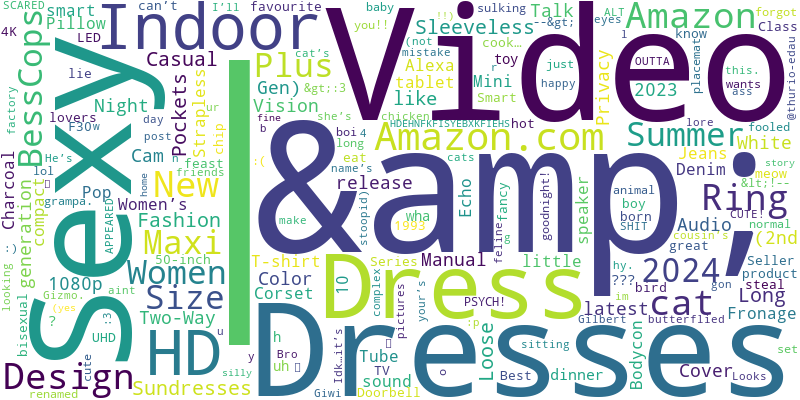 SCARED
smart
Pillow
4K
LED
can't
I'll
favourite
baby
sulking
Sleeveless
Talk
--&gt;
Amazon
ALT
eyes
forgot
Class
Indoor
Video
you!!
!!)
(not
mistake
cook…
Casual
lie
Plus
cat's
Alexa
tablet
r
toy
just
happy
l
OUTTA
know
placemat
edau
@thurio-edau
BessCops
Sexy
Night
lovers
F30w
factory
day
post
Pockets
Strapless
ur
chip
Gen)
&gt;:3
Vision
she's
fine
b
boi
4
long
like
Mini
Smart
chicken
HDEHNFKFISYEBXKFIEHS
hot
Privacy
2023
this.
wants
ass
lore
fooled
Cam
He's
lol
Charcoal
compact
generation
grampa.
Pop
home
New
feast
friends
:(
eat
Amazon.com
Summer
White
Jeans
Denim
story
meow
&lt;!--
&amp;
Women's
Fashion
APPEARED
release
name's
stoopid)
cats
Echo
wha
fancy
goodnight!
speaker
animal
boy
born
SHIT
CUTE!
normal
Ring
Audio
(2nd
Maxi
make
1993
g
feline
great
cousin's
:)
looking
50-inch
Women
T-shirt
Series
Manual
little
hy.
???
bird
2024
Seller
product
1080p
Gizmo.
aint
Size
Color
Corset
Dress
10
complex
pictures
your's
PSYCH!
latest
im
cat
gon
steal
Long
Fronage
Two-Way
(yes
?
:3
UHD
bisexual
HD
u
h
Bro
uh
y
Tube
TV
sound
:p
Loose
sitting
Gilbert
butterflied
Bodycon
Design
cute
renamed
Sundresses
silly
Giwi
Idk…it's
Doorbell
Dresses
o
Best
dinner
Cover
Looks
set